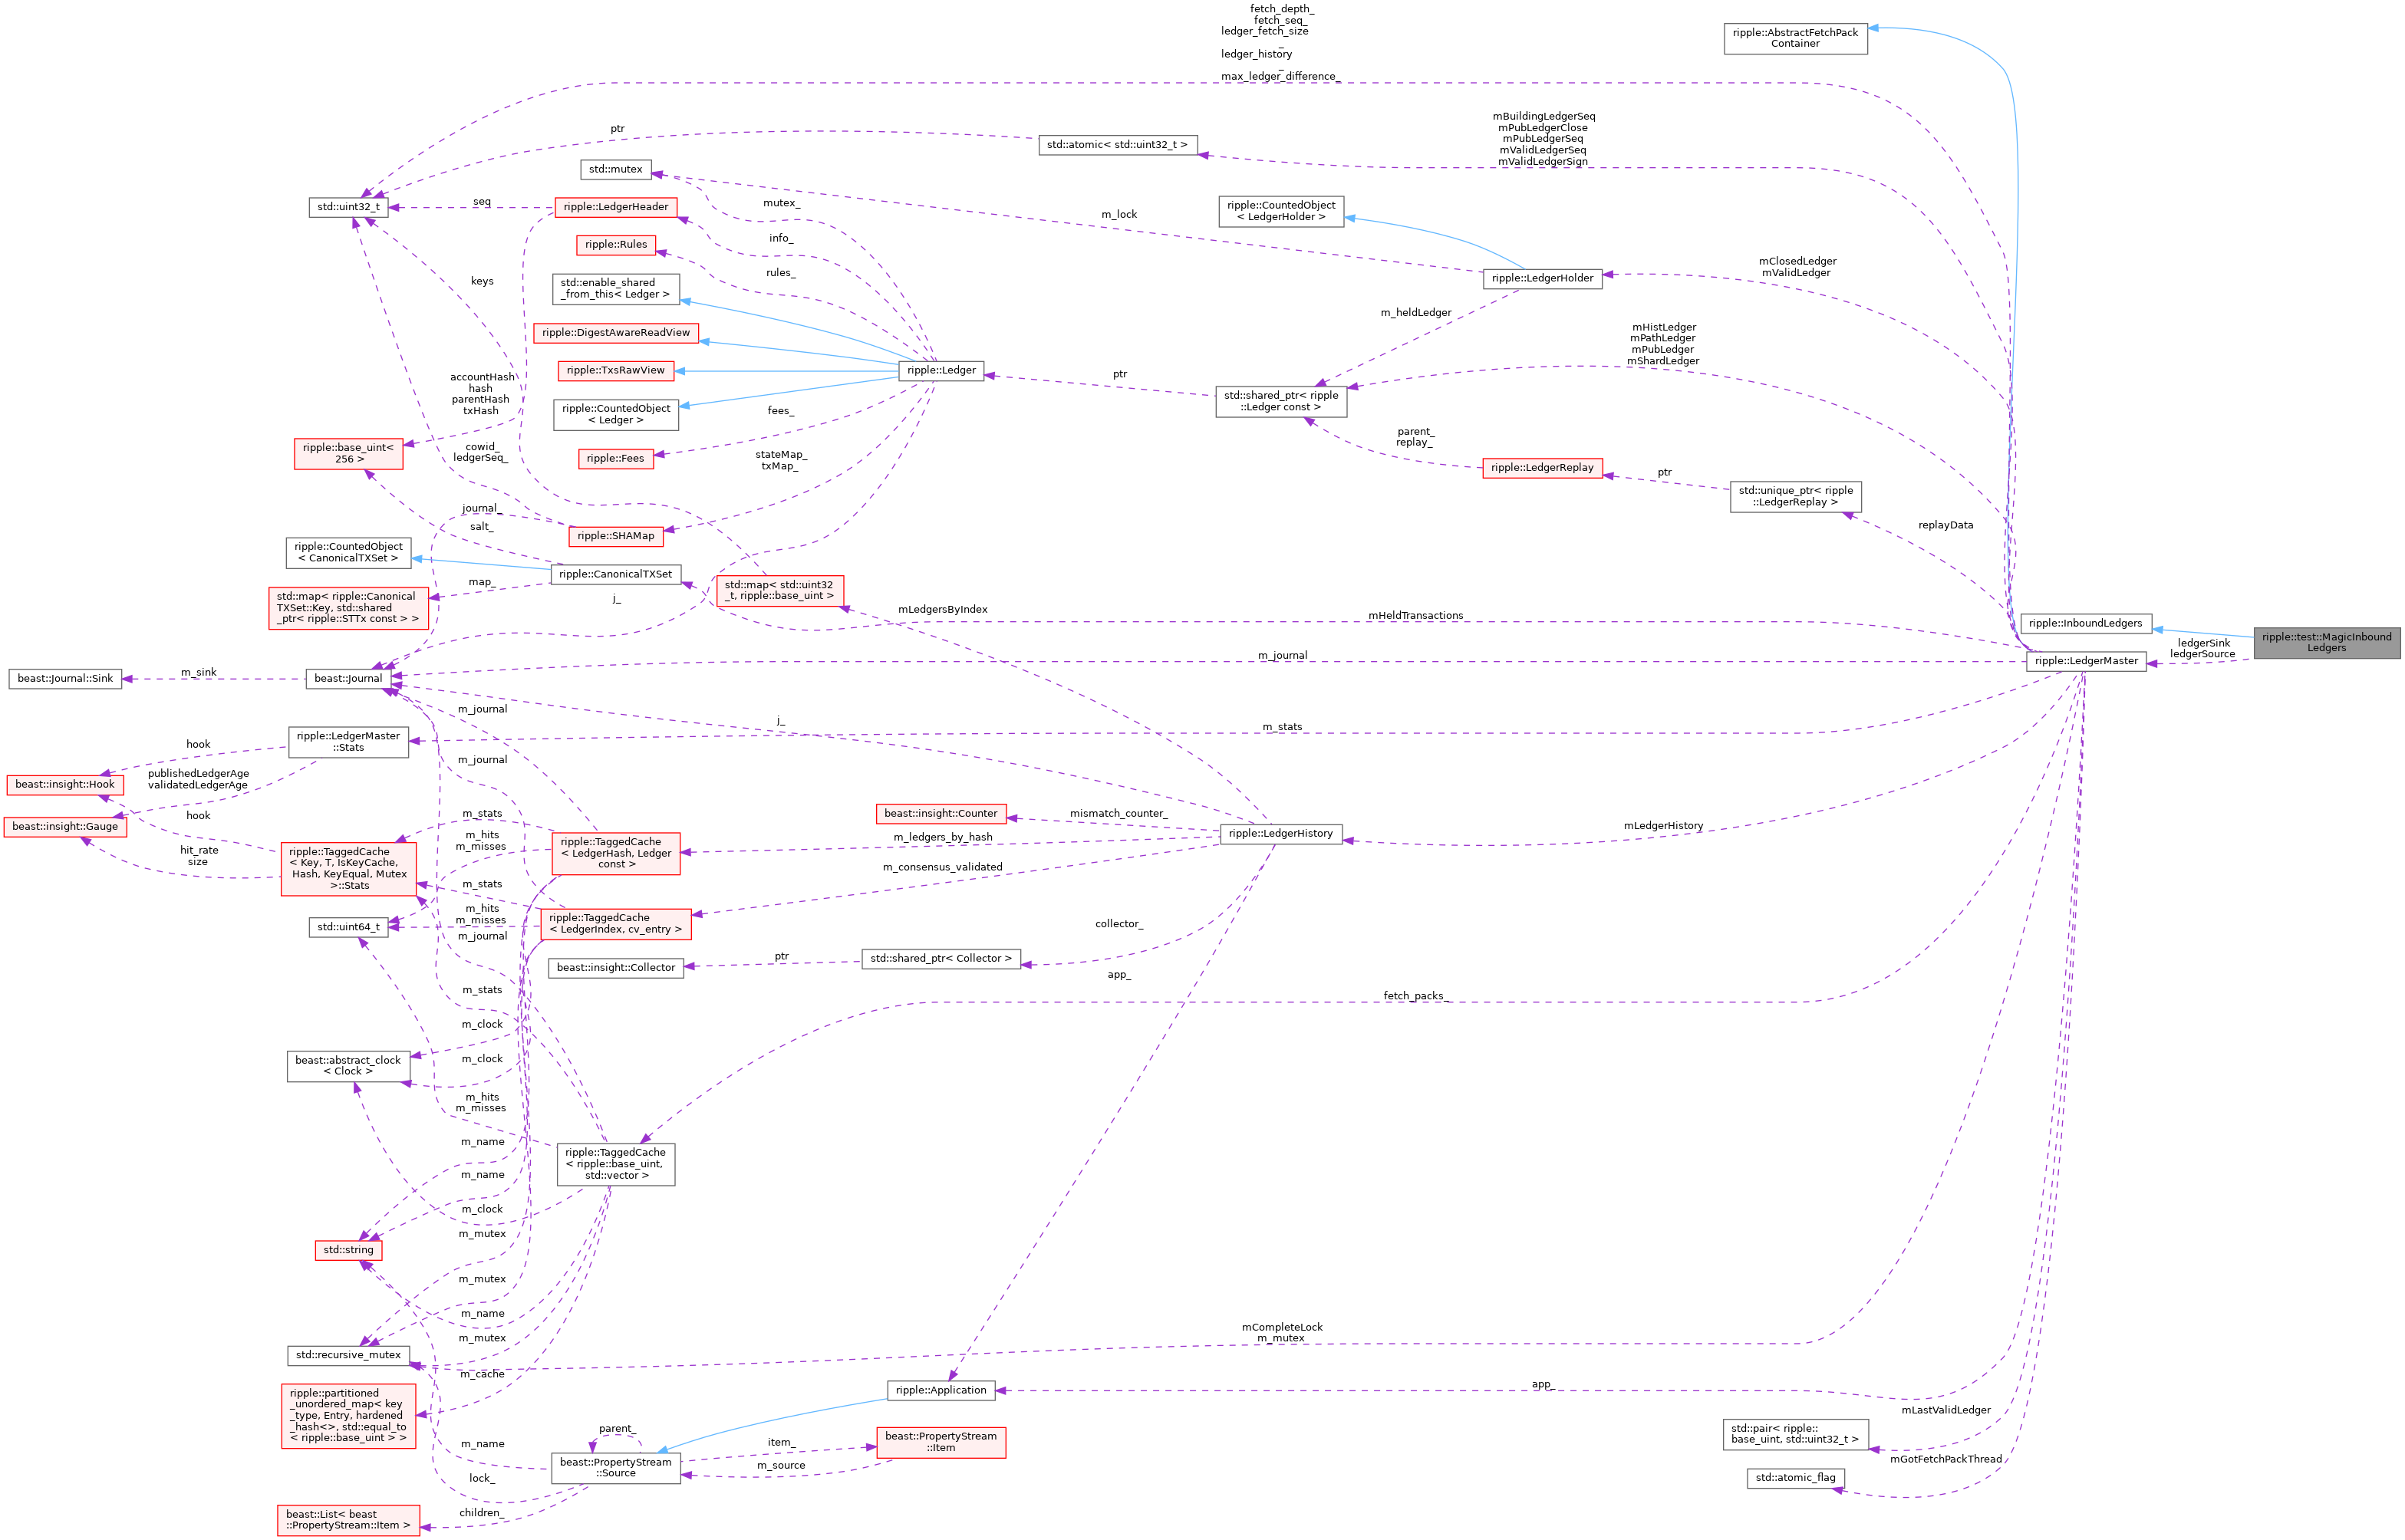 fetch_depth_
fetch_seq_
ledger_fetch_size
_
ledger_history
_
max_ledger_difference_
ripple::AbstractFetchPack
Container
ptr
std::atomic< std::uint32_t >
mBuildingLedgerSeq
mPubLedgerClose
mPubLedgerSeq
mValidLedgerSeq
mValidLedgerSign
std::mutex
std::uint32_t
seq
ripple::LedgerHeader
mutex_
m_lock
ripple::CountedObject
< LedgerHolder >
info_
ripple::Rules
rules_
keys
std::enable_shared
_from_this< Ledger >
ripple::LedgerHolder
mClosedLedger
mValidLedger
m_heldLedger
ripple::DigestAwareReadView
mHistLedger
mPathLedger
mPubLedger
mShardLedger
ripple::TxsRawView
ripple::Ledger
ptr
std::shared_ptr< ripple
::Ledger const >
accountHash
hash
parentHash
txHash
ripple::CountedObject
< Ledger >
fees_
parent_
replay_
ripple::base_uint<
256 >
cowid_
ledgerSeq_
ripple::Fees
stateMap_
txMap_
ripple::LedgerReplay
ptr
std::unique_ptr< ripple
::LedgerReplay >
replayData
journal_
salt_
ripple::SHAMap
ripple::CountedObject
< CanonicalTXSet >
ripple::CanonicalTXSet
map_
std::map< ripple::Canonical
TXSet::Key, std::shared
_ptr< ripple::STTx const > >
j_
std::map< std::uint32
_t, ripple::base_uint >
mLedgersByIndex
mHeldTransactions
ripple::InboundLedgers
ripple::test::MagicInbound
Ledgers
ledgerSink
ledgerSource
ripple::LedgerMaster
m_journal
beast::Journal::Sink
m_sink
beast::Journal
m_journal
j_
m_stats
ripple::LedgerMaster
::Stats
hook
m_journal
beast::insight::Hook
publishedLedgerAge
validatedLedgerAge
hook
beast::insight::Gauge
hit_rate
size
ripple::TaggedCache
< Key, T, IsKeyCache,
Hash, KeyEqual, Mutex
>::Stats
m_stats
m_hits
m_misses
ripple::TaggedCache
< LedgerHash, Ledger
const >
beast::insight::Counter
mismatch_counter_
m_ledgers_by_hash
ripple::LedgerHistory
mLedgerHistory
m_consensus_validated
m_stats
m_hits
m_misses
m_journal
std::uint64_t
ripple::TaggedCache
< LedgerIndex, cv_entry >
collector_
beast::insight::Collector
ptr
std::shared_ptr< Collector >
app_
m_stats
fetch_packs_
m_clock
beast::abstract_clock
< Clock >
m_clock
m_hits
m_misses
m_name
ripple::TaggedCache
< ripple::base_uint,
std::vector >
m_name
m_clock
m_mutex
std::string
m_mutex
m_name
m_mutex
mCompleteLock
m_mutex
std::recursive_mutex
m_cache
ripple::partitioned
_unordered_map< key
_type, Entry, hardened
_hash<>, std::equal_to
< ripple::base_uint > >
ripple::Application
app_
mLastValidLedger
std::pair< ripple::
base_uint, std::uint32_t >
m_name
parent_
item_
beast::PropertyStream
::Item
m_source
beast::PropertyStream
::Source
mGotFetchPackThread
std::atomic_flag
lock_
children_
beast::List< beast
::PropertyStream::Item >